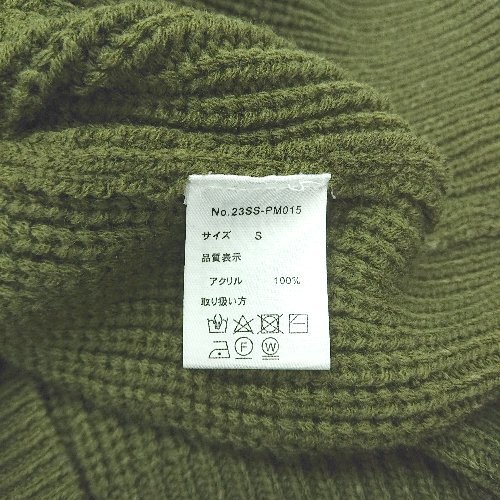 No.23SS-PM015
サイズ S
品質表示
アクリル 100%
取り扱い方
F W